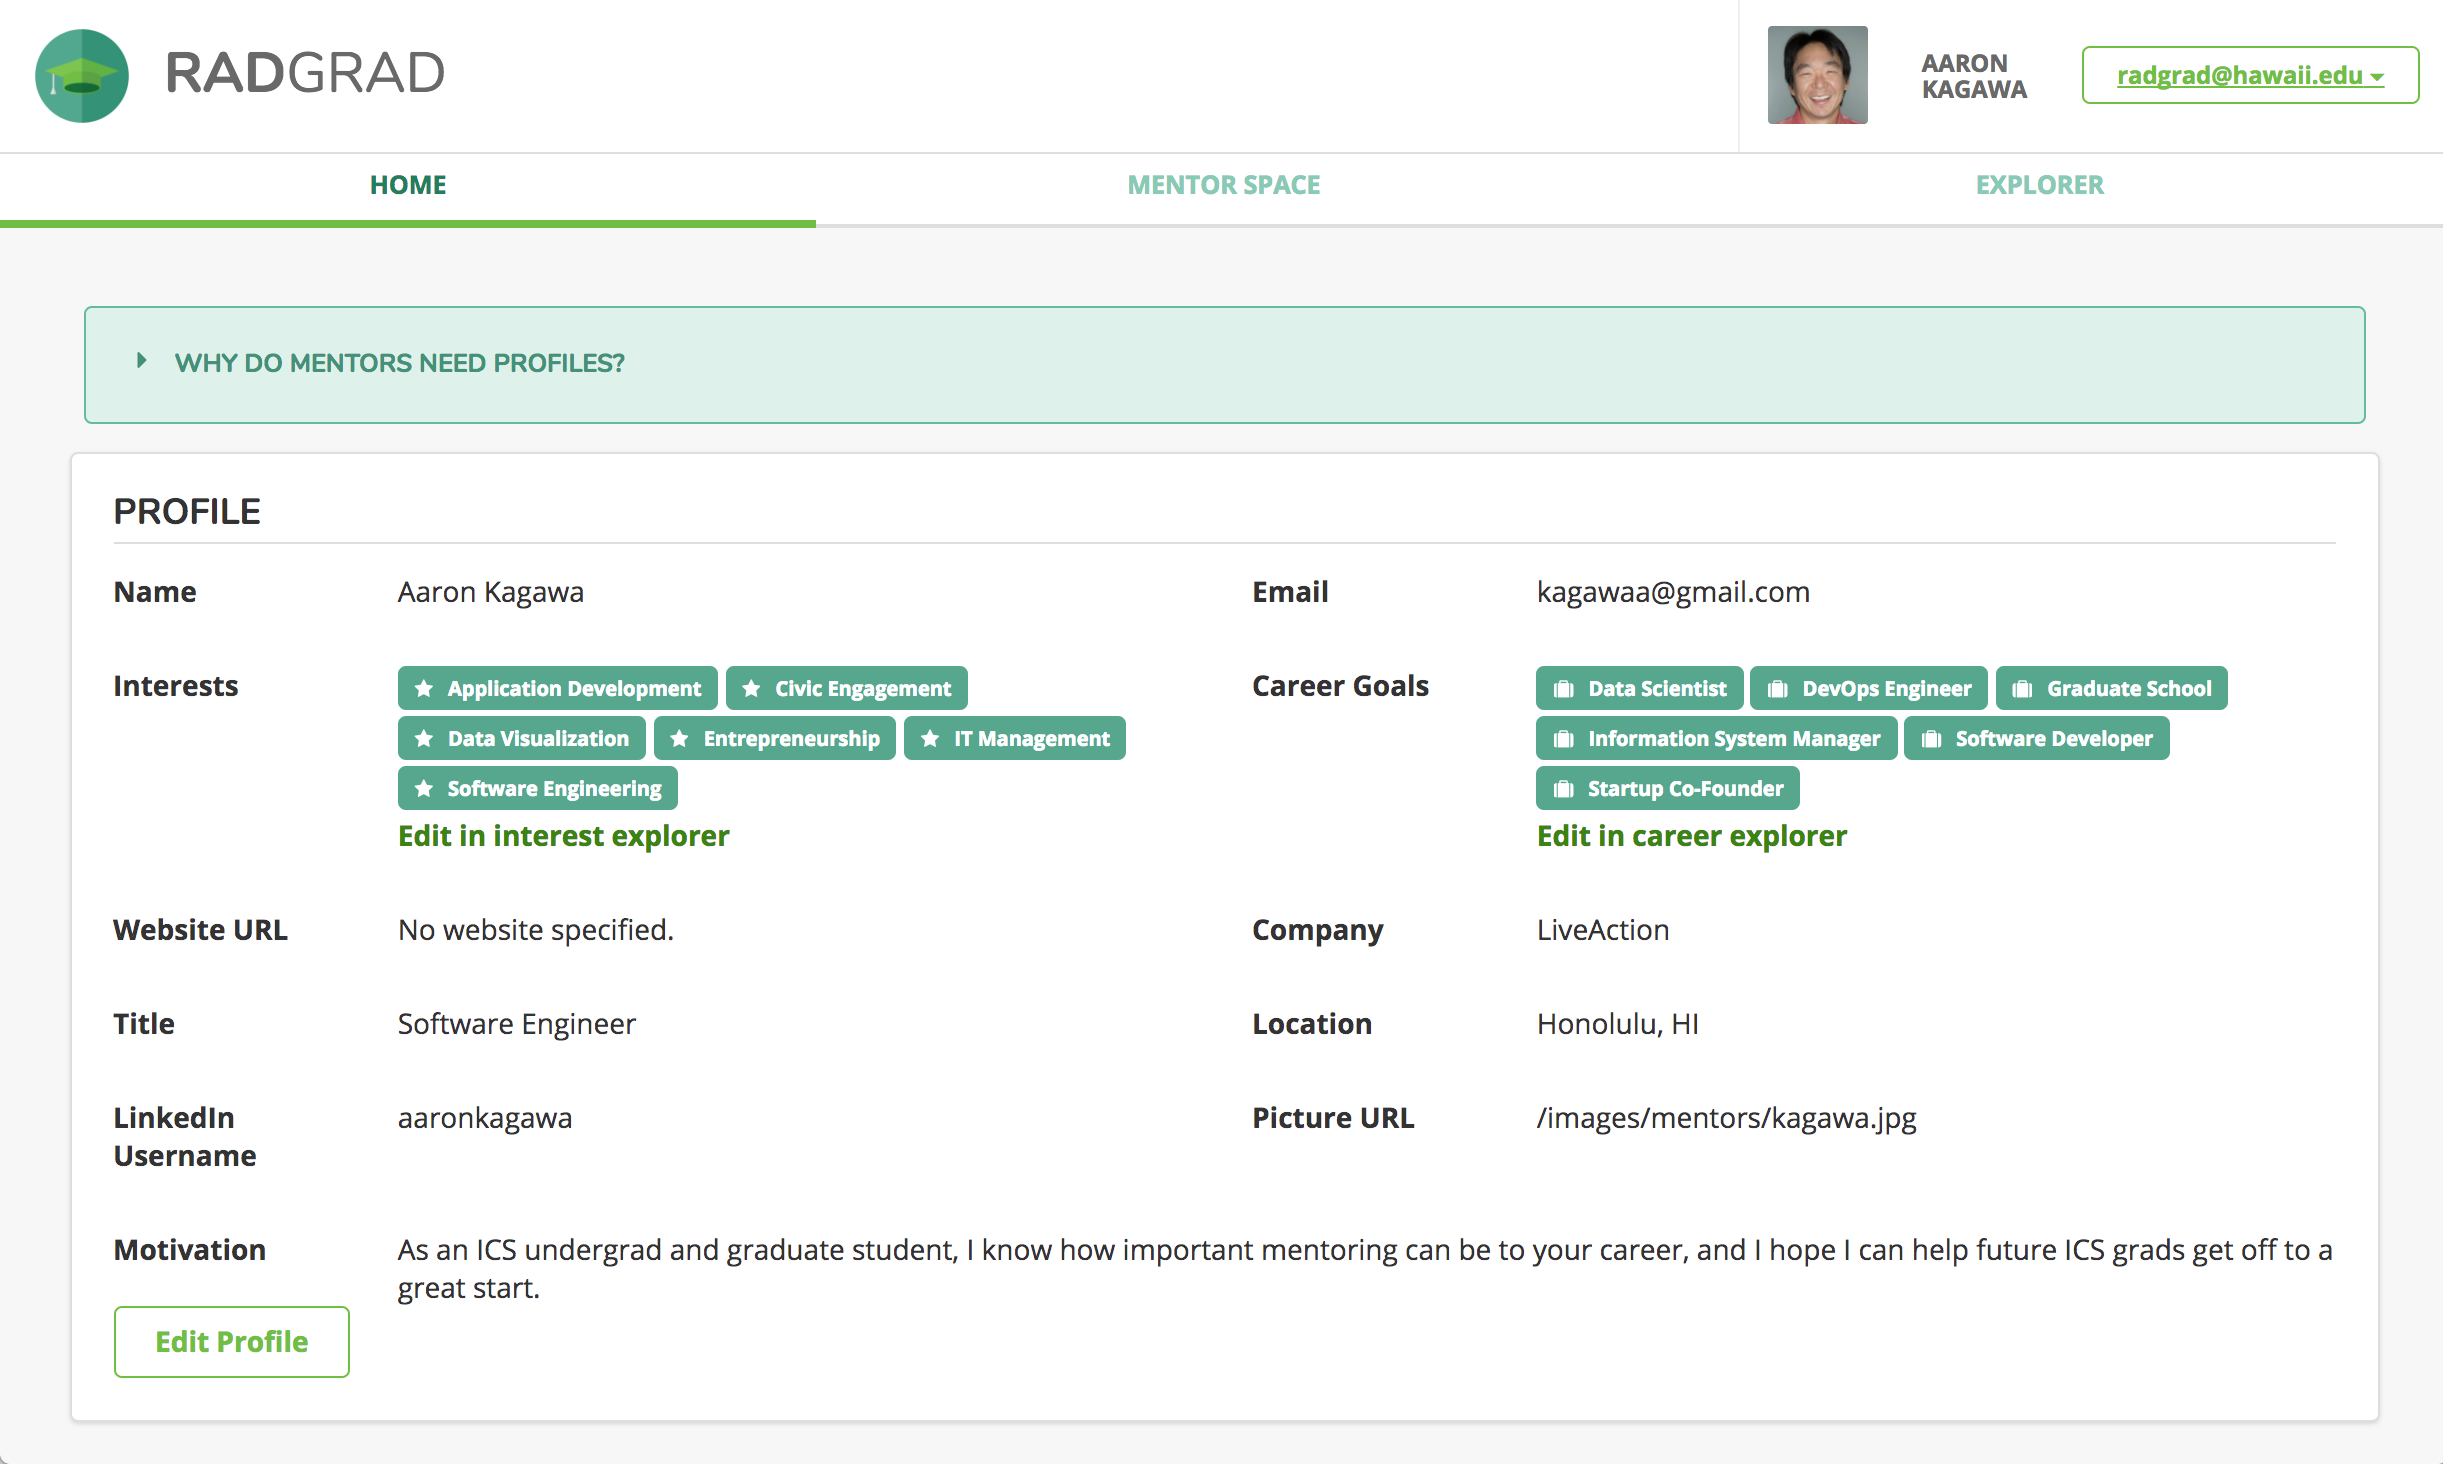 RADGRAD
AARON
KAGAWA
radgrad@hawaii.edu
HOME
MENTOR SPACE
EXPLORER
WHY DO MENTORS NEED PROFILES?
PROFILE
Name
Aaron Kagawa
Email
kagawaa@gmail.com
Interests
Application Development
Civic Engagement
Data Visualization
Entrepreneurship
IT Management
Software Engineering
Edit in interest explorer
Career Goals
Data Scientist
DevOps Engineer
Graduate School
Information System Manager
Software Developer
Startup Co-Founder
Edit in career explorer
Website URL
No website specified.
Company
LiveAction
Title
Software Engineer
Location
Honolulu, HI
LinkedIn
Username
aaronkagawa
Picture URL
/images/mentors/kagawa.jpg
Motivation
As an ICS undergrad and graduate student, I know how important mentoring can be to your career, and I hope I can help future ICS grads get off to a
great start.
Edit Profile